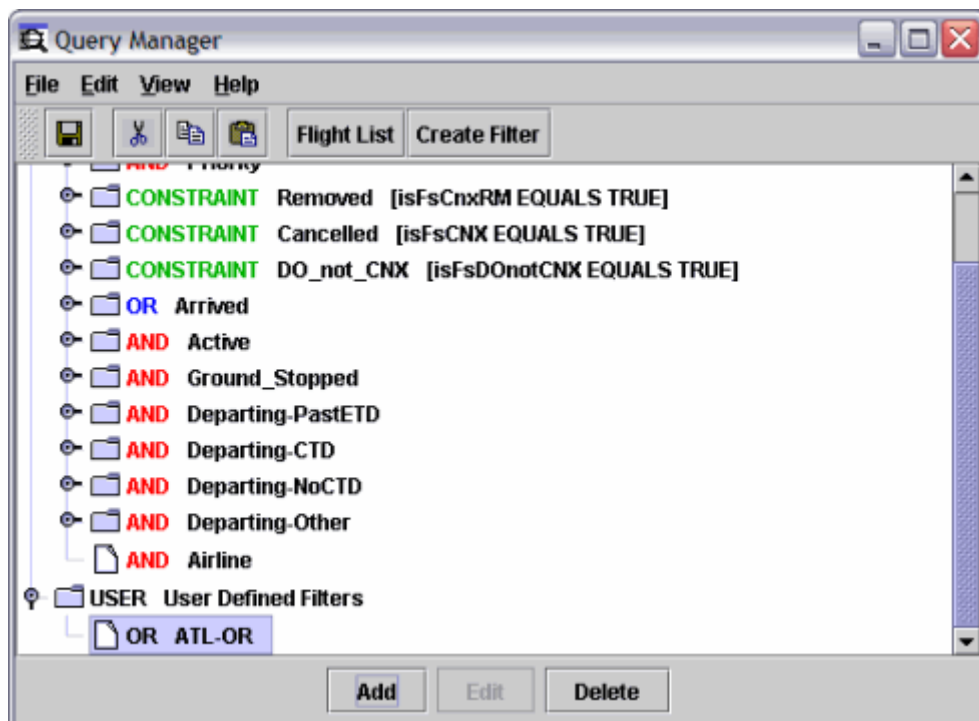 Query Manager
File Edit View Help
Flight List Create Filter
AND Priority
CONSTRAINT Removed [isFsCnxRM EQUALS TRUE]
CONSTRAINT Cancelled [isFsCNX EQUALS TRUE]
CONSTRAINT DO_not_CNX [isFsDOnotCNX EQUALS TRUE]
OR Arrived
AND Active
AND Ground_Stopped
AND Departing-PastETD
AND Departing-CTD
AND Departing-NoCTD
AND Departing-Other
AND Airline
USER User Defined Filters
OR ATL-OR
Add Edit Delete